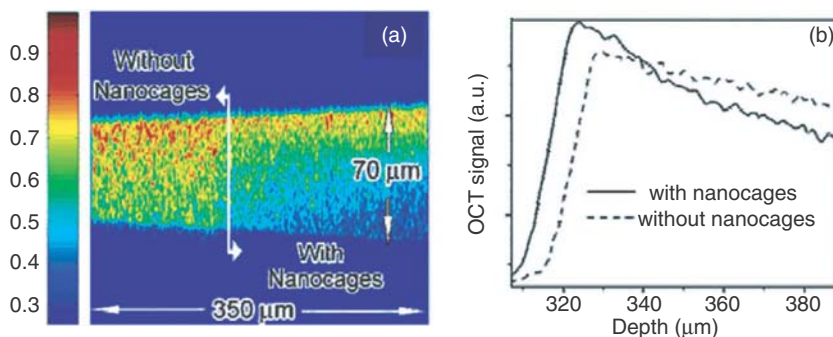 0.9
0.8
0.7
0.6
0.5
0.4
0.3
(a)
Without
Nanocages
70 μm
With
Nanocages
350 μm
(b)
OCT signal (a.u.)
with nanocages
without nanocages
320 340 360 380
Depth (μm)